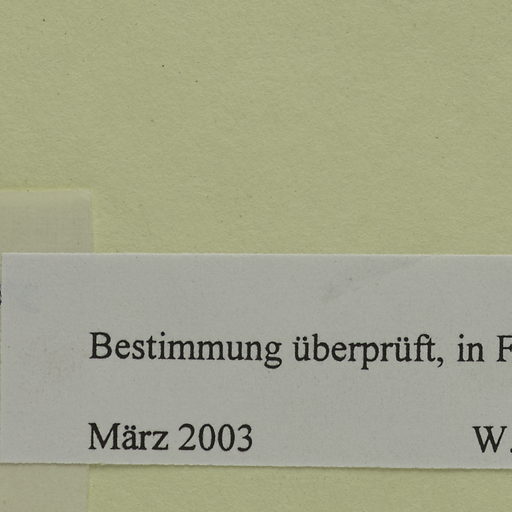 Bestimmung überprüft, in F
März 2003 W.